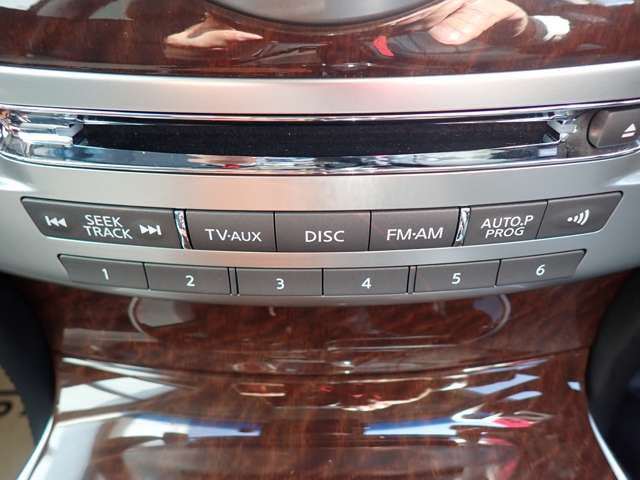 SEEK
TRACK
TV·AUX
DISC
FM·AM
AUTO.P
PROG
1
2
3
4
5
6